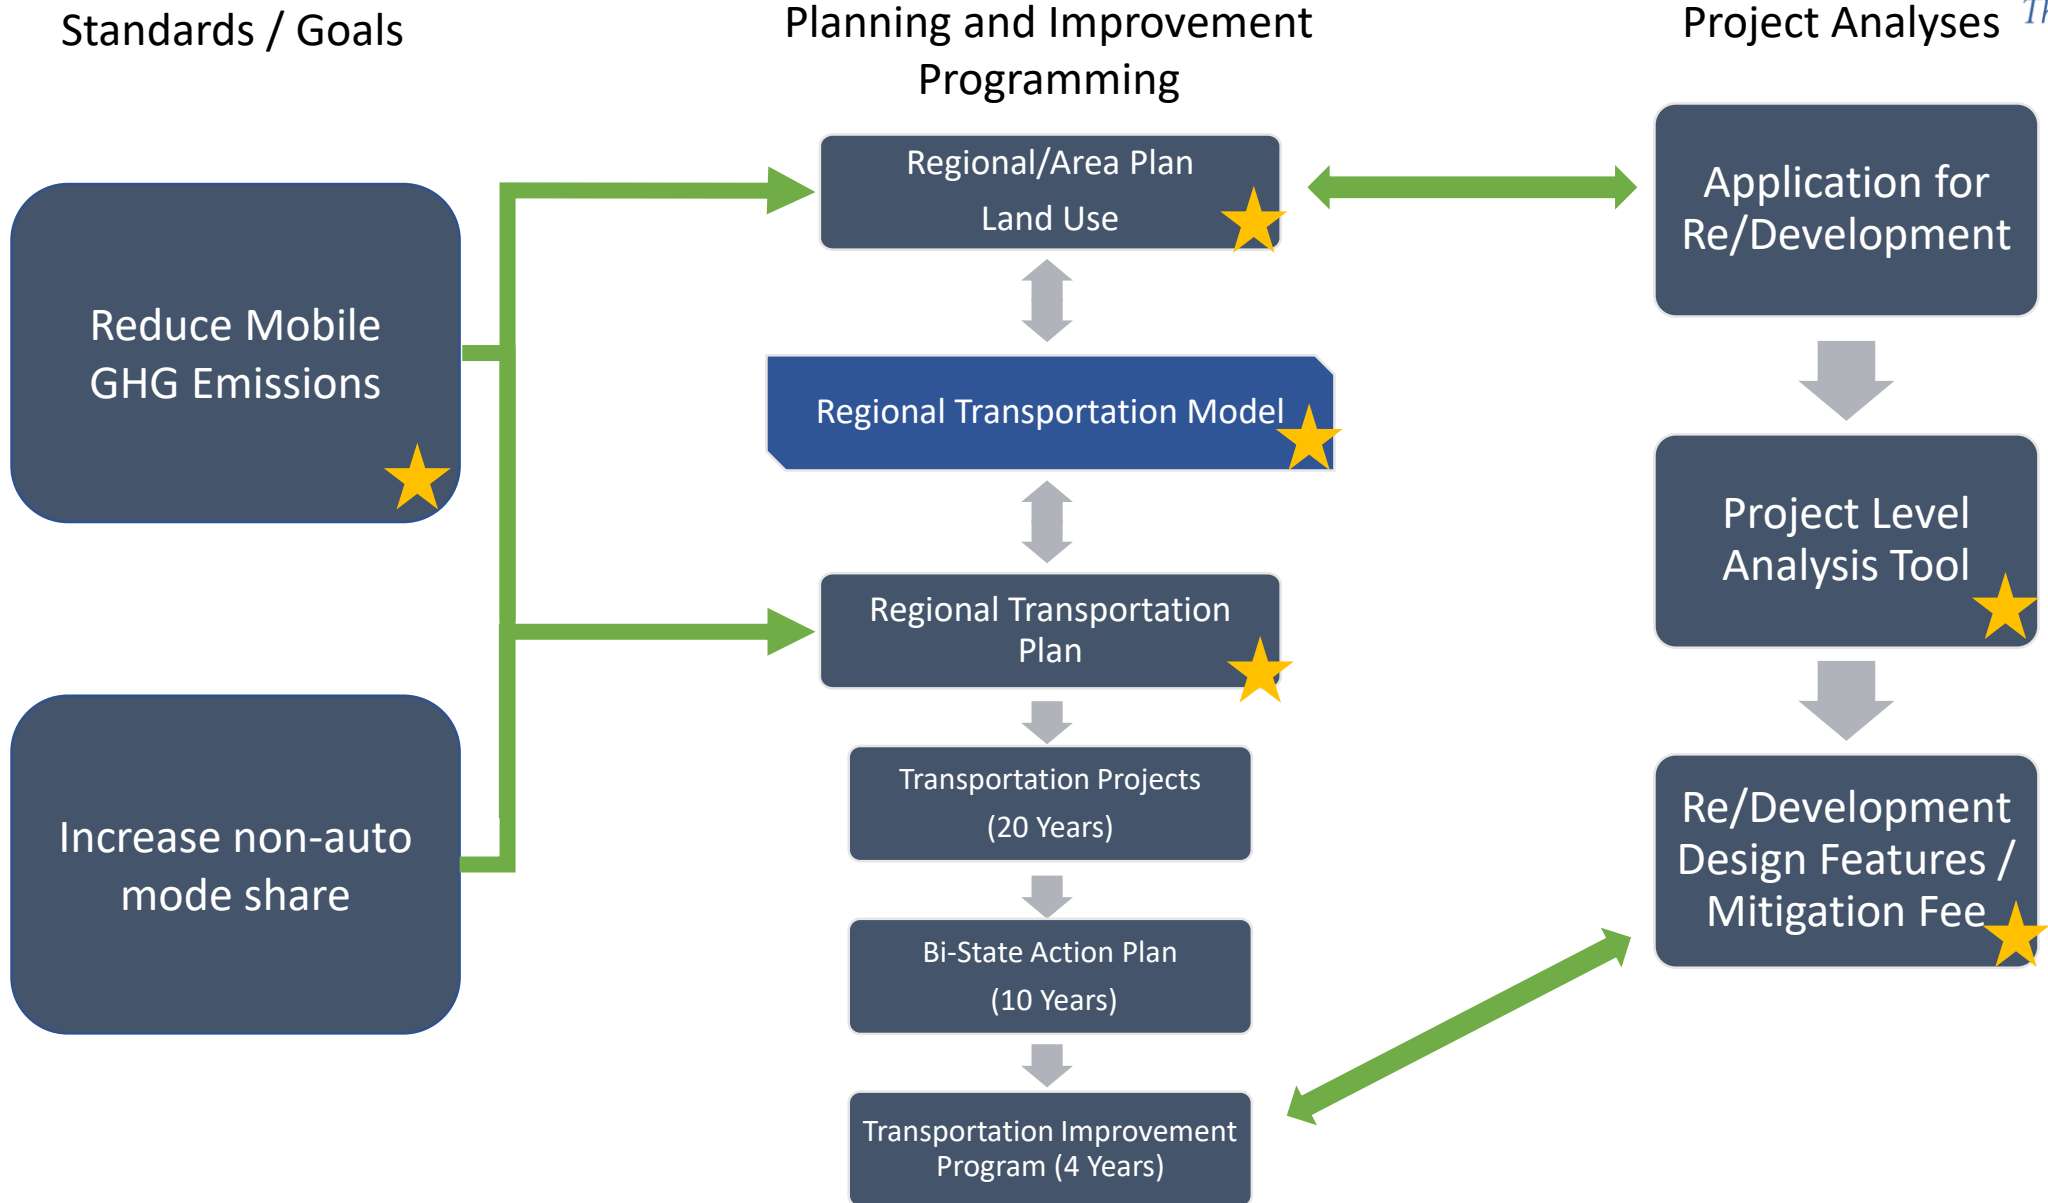 Standards / Goals
Planning and Improvement
Programming
Project Analyses
Reduce Mobile
GHG Emissions
Increase non-auto
mode share
Regional/Area Plan
Land Use
Regional Transportation Model
Regional Transportation
Plan
Transportation Projects
(20 Years)
Bi-State Action Plan
(10 Years)
Transportation Improvement
Program (4 Years)
Application for
Re/Development
Project Level
Analysis Tool
Re/Development
Design Features /
Mitigation Fee